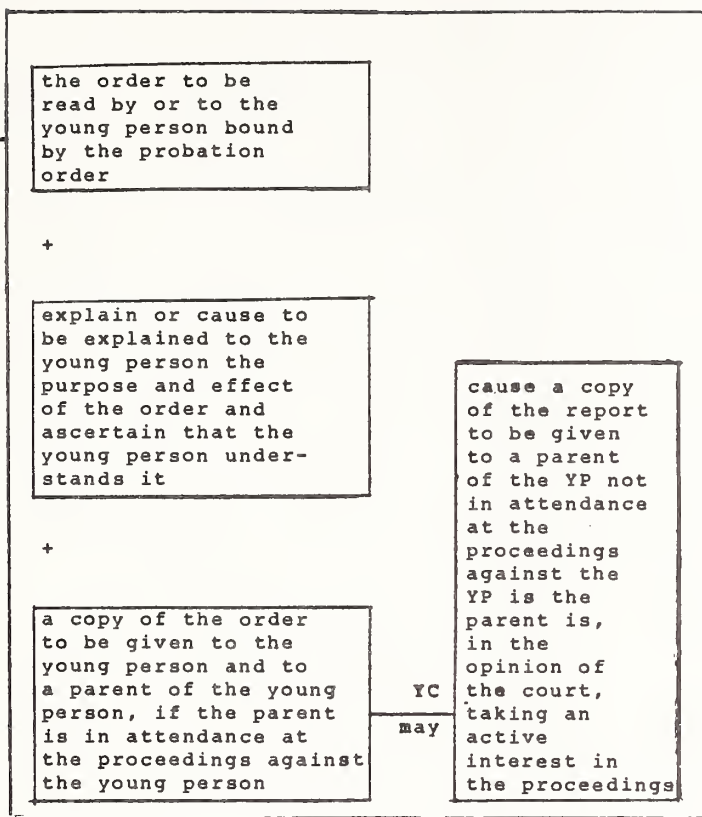 the order to be
read by or to the
young person bound
by the probation
order
+
explain or cause to
be explained to the
young person the
purpose and effect
of the order and
ascertain that the
young person under-
stands it
+
a copy of the order
to be given to the
young person and to
a parent of the young
person, if the parent
is in attendance at
the proceedings against
the young person
YC
may
cause a copy
of the report
to be given
to a parent
of the YP not
in attendance
at the
proceedings
against the
YP is the
parent is,
in the
opinion of
the court,
taking an
active
interest in
the proceedings